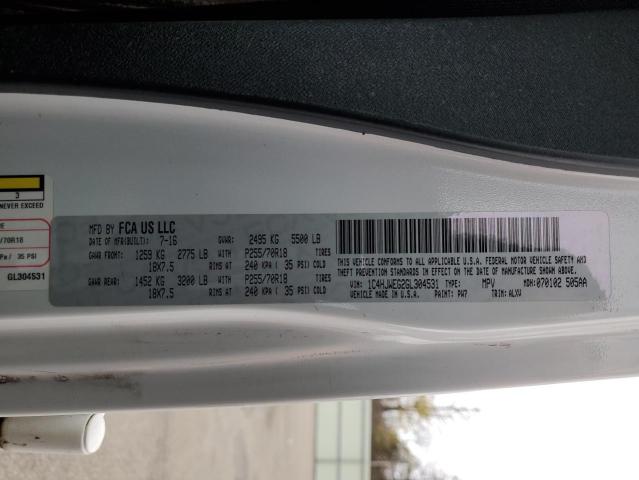 3
NEVER EXCEED
/70R18
Pa / 35 PSI
GL304531
MFD BY FCA US LLC
DATE OF MFR(BUILT): 7-16 GVWR: 2495 KG 5500 LB
GAWR FRONT: 1259 KG 2775 LB WITH P255/70R18 TIRES
18X7.5 RIMS AT 240 KPA ( 35 PSI) COLD
GAWR REAR: 1452 KG 3200 LB WITH P255/70R18 TIRES
18X7.5 RIMS AT 240 KPA ( 35 PSI) COLD
THIS VEHICLE CONFORMS TO ALL APPLICABLE U.S.A. FEDERAL MOTOR VEHICLE SAFETY AND
THEFT PREVENTION STANDARDS IN EFFECT ON THE DATE OF MANUFACTURE SHOWN ABOVE.
VIN: 1C4HJWEG2GL304531 TYPE: MPV MDH: 070102 505AA
VEHICLE MADE IN U.S.A. PAINT: PW7 TRIM: ALXV